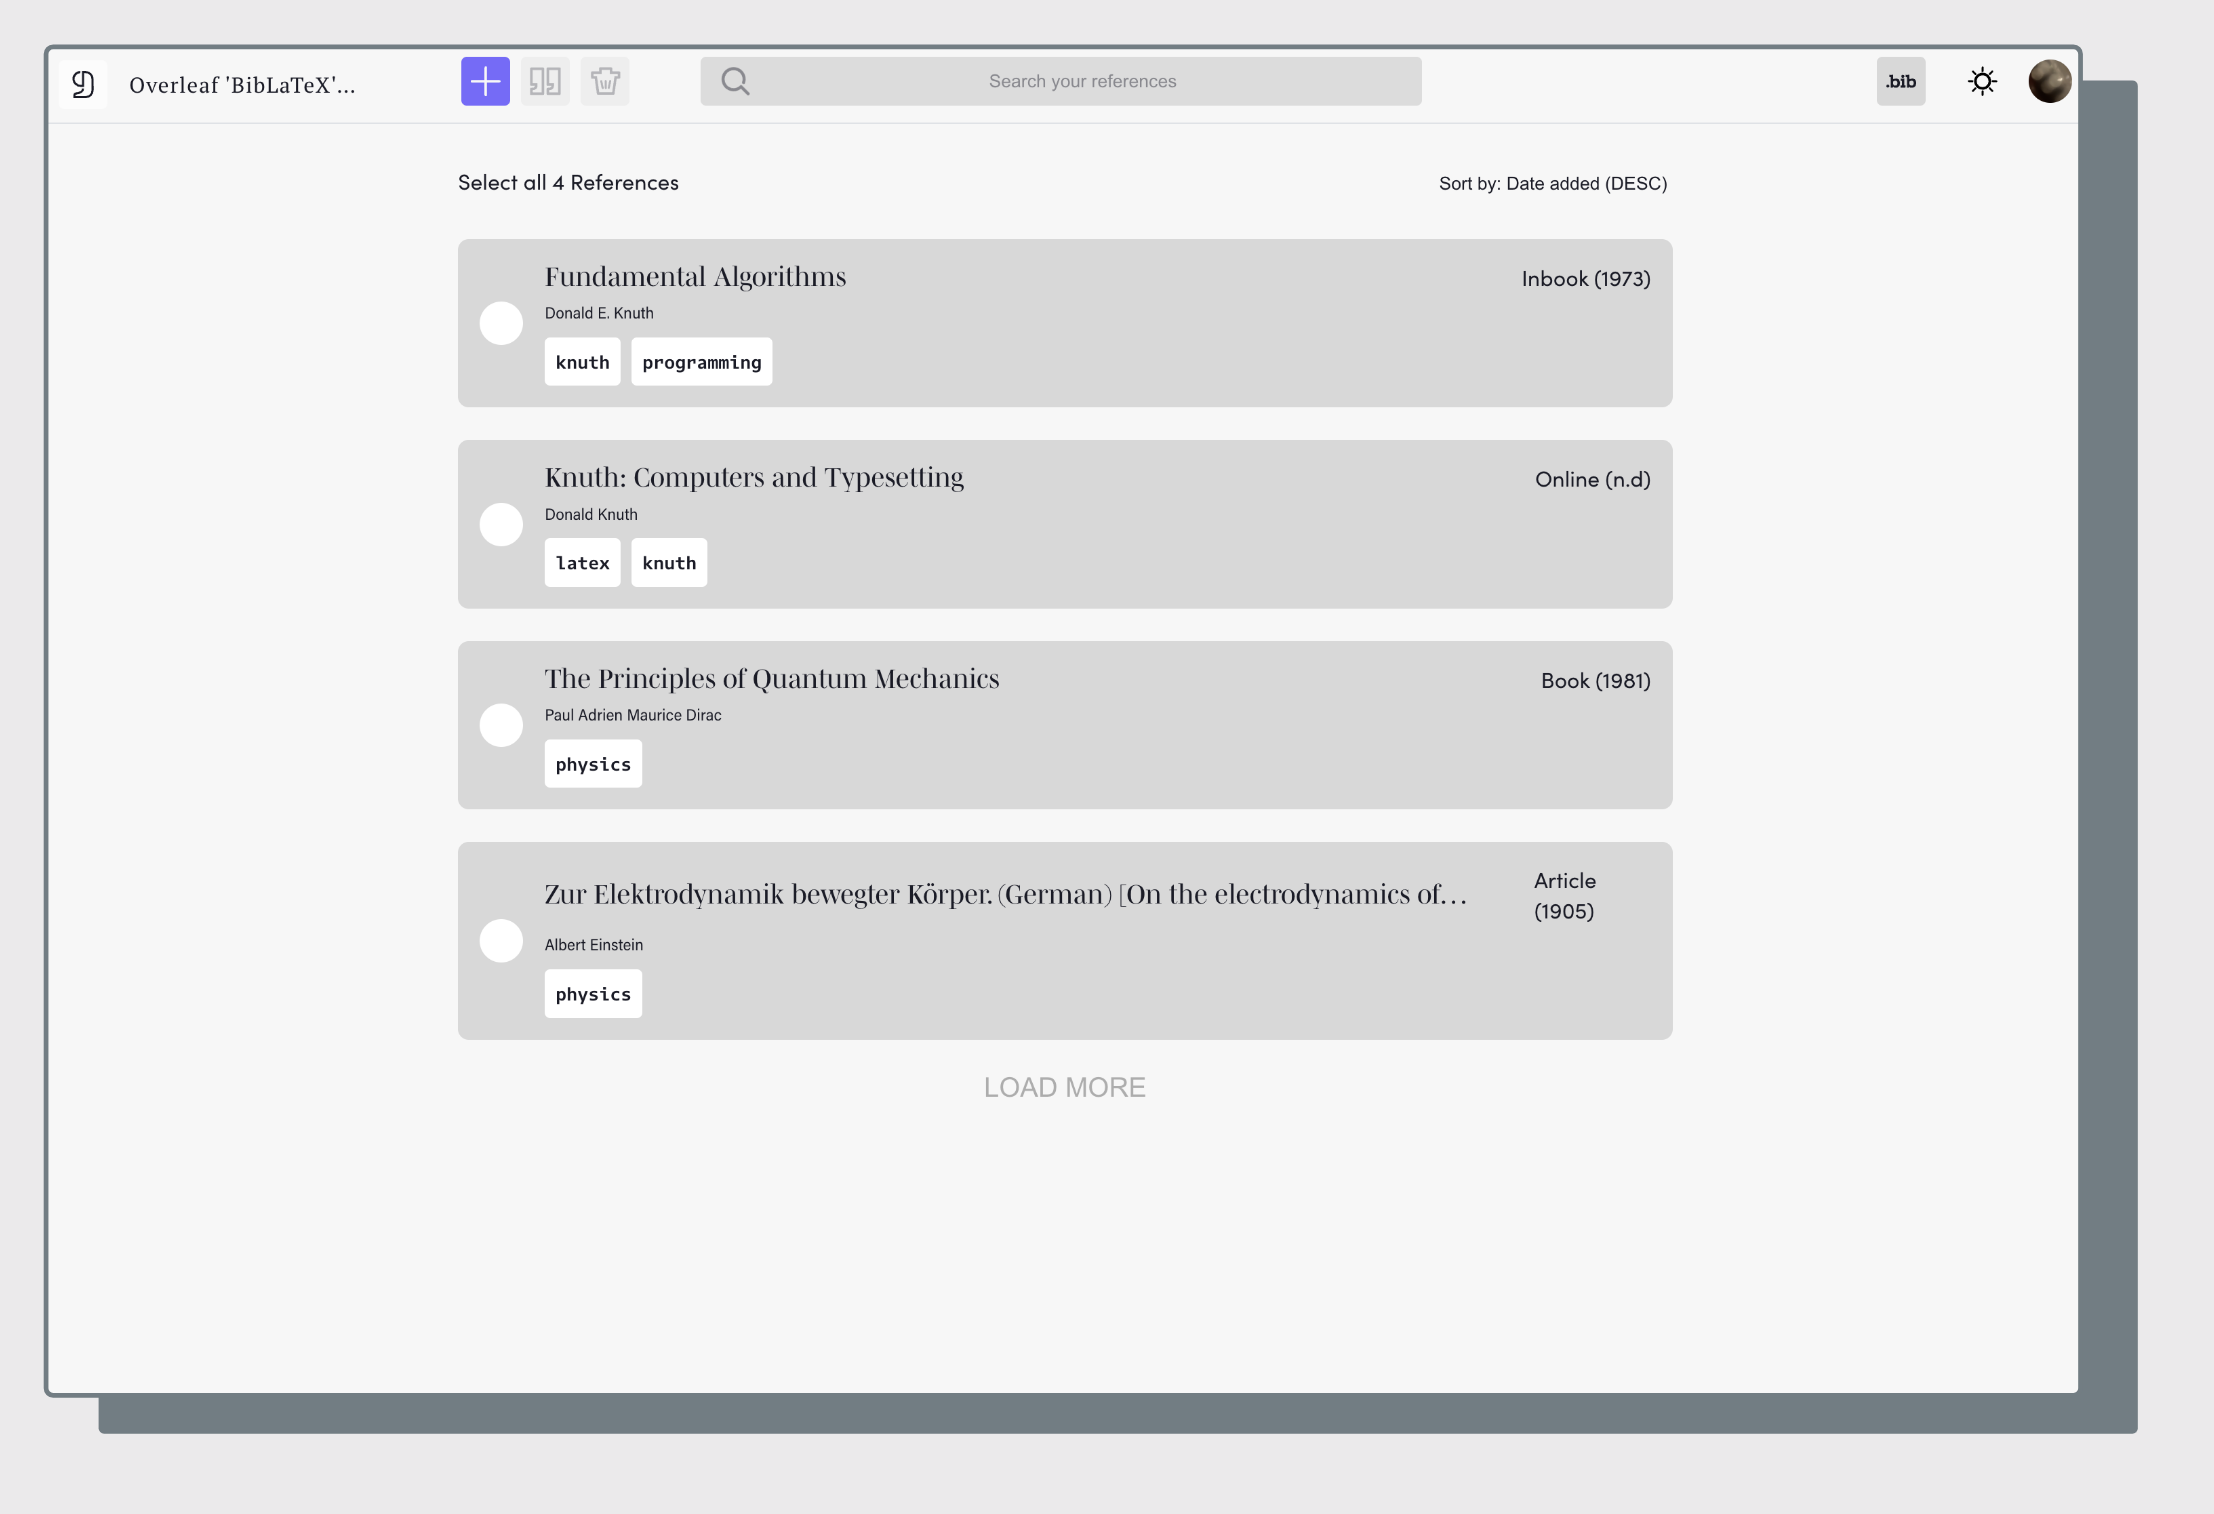 Overleaf 'BibLaTeX'...
Search your references
.bib
Select all 4 References
Sort by: Date added (DESC)
Fundamental Algorithms
Inbook (1973)
Donald E. Knuth
knuth programming
Knuth: Computers and Typesetting
Online (n.d)
Donald Knuth
latex knuth
The Principles of Quantum Mechanics
Book (1981)
Paul Adrien Maurice Dirac
physics
Zur Elektrodynamik bewegter Körper. (German) [On the electrodynamics of...
Article
(1905)
Albert Einstein
physics
LOAD MORE